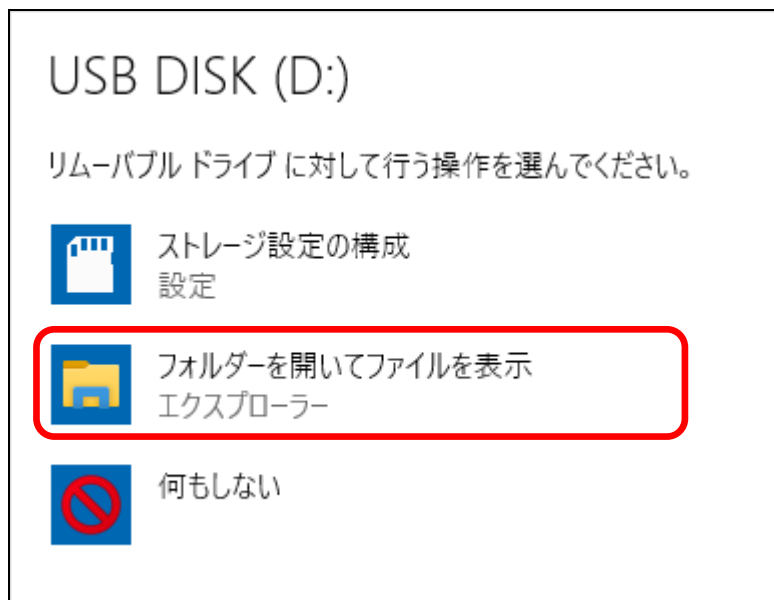 USB DISK (D:)
リムーバブル ドライブ に対して行う操作を選んでください。
ストレージ設定の構成
設定
フォルダーを開いてファイルを表示
エクスプローラー
何もしない